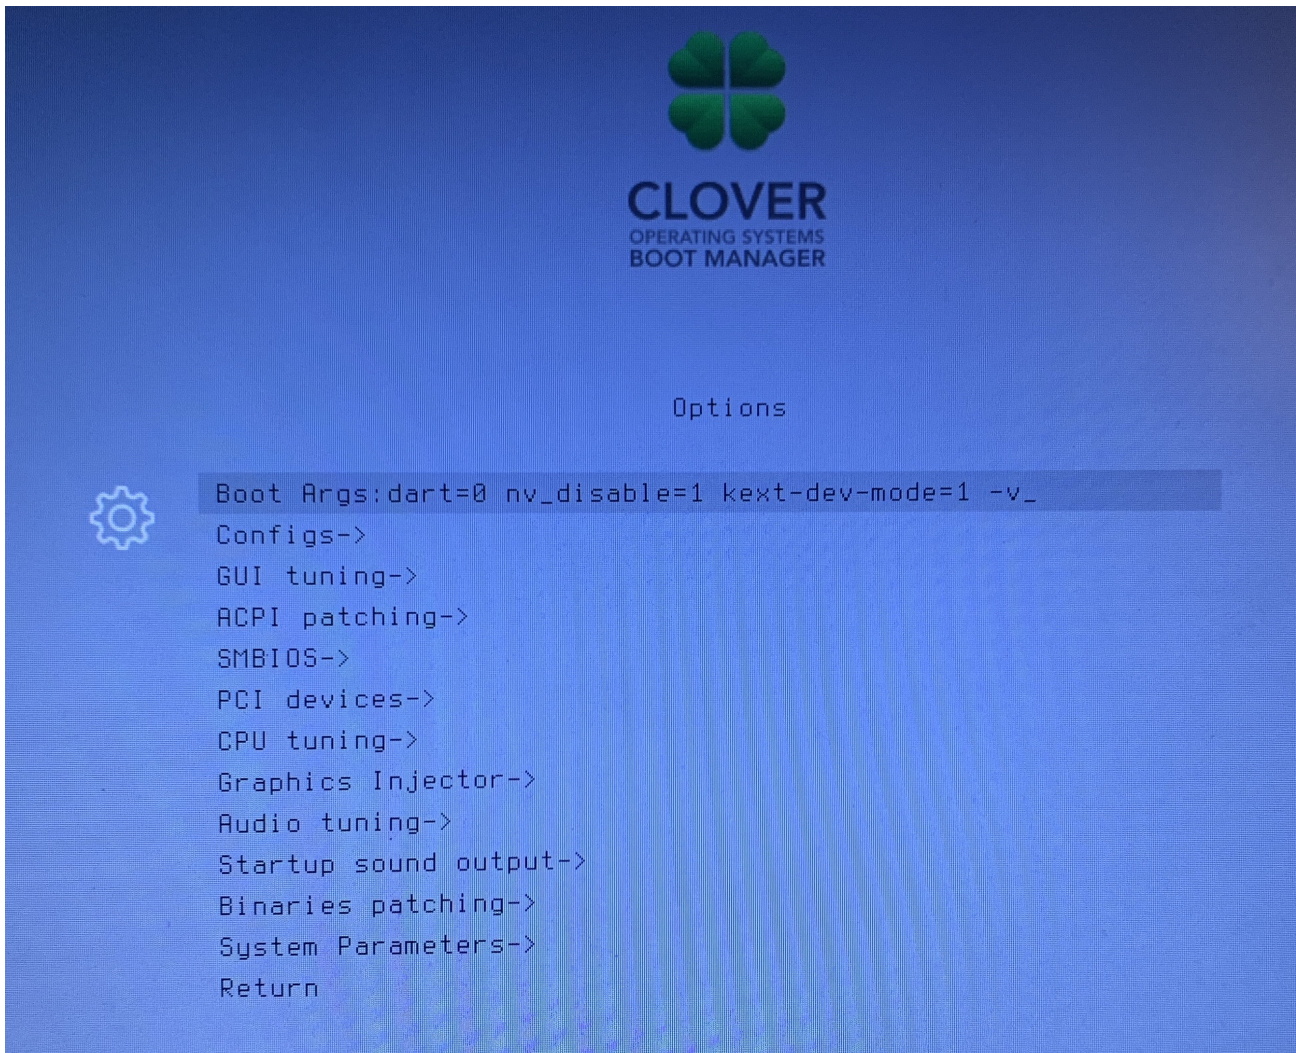 CLOVER
OPERATING SYSTEMS
BOOT MANAGER
Options
Boot Args:dart=0 nv_disable=1 kext-dev-mode=1 -v_
Configs->
GUI tuning->
ACPI patching->
SMBIOS->
PCI devices->
CPU tuning->
Graphics Injector->
Audio tuning->
Startup sound output->
Binaries patching->
System Parameters->
Return